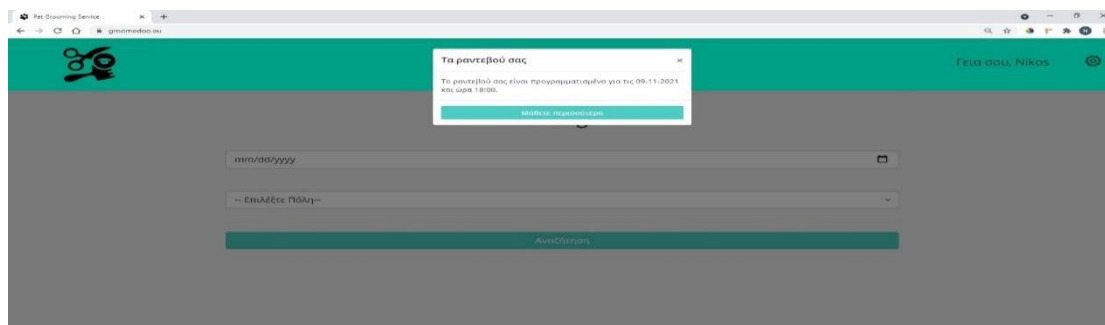 Pet Grooming Service
groomedoo.eu
Τα ραντεβού σας
Γεια σου, Nikos
Το ραντεβού σας είναι προγραμματισμένο για τις 09-11-2021
και ώρα 18:00.
Μάθετε περισσότερα
mm/dd/yyyy
-- Επιλέξτε Πόλη--
Αναζήτηση